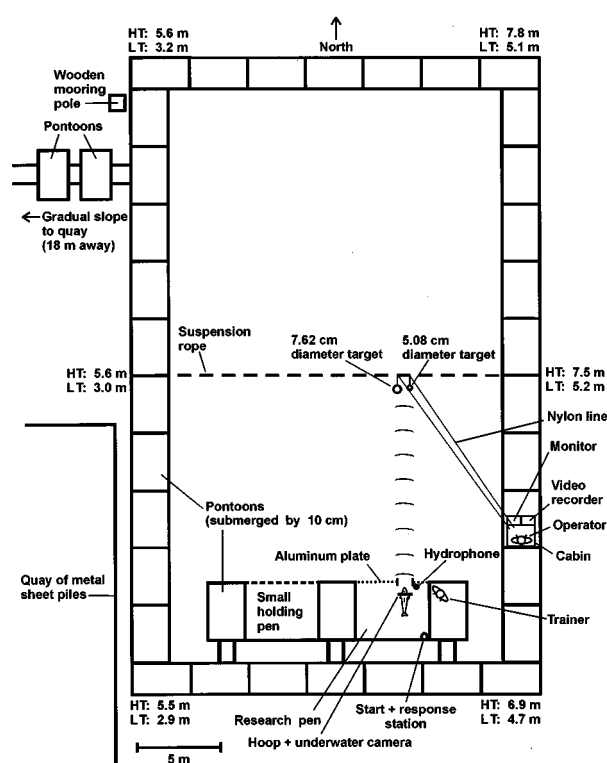 HT: 5.6 m
LT: 3.2 m
North
HT: 7.8 m
LT: 5.1 m
Wooden
mooring
pole
Pontoons
Gradual slope
to quay
(18 m away)
Suspension
rope
7.62 cm
diameter target
5.08 cm
diameter target
HT: 5.6 m
LT: 3.0 m
HT: 7.5 m
LT: 5.2 m
Nylon line
Monitor
Video
recorder
Operator
Cabin
Pontoons
(submerged by 10 cm)
Aluminum plate
Hydrophone
Quay of metal
sheet piles
Small
holding
pen
Trainer
HT: 5.5 m
LT: 2.9 m
Research pen
Start + response
station
HT: 6.9 m
LT: 4.7 m
Hoop + underwater camera
5 m